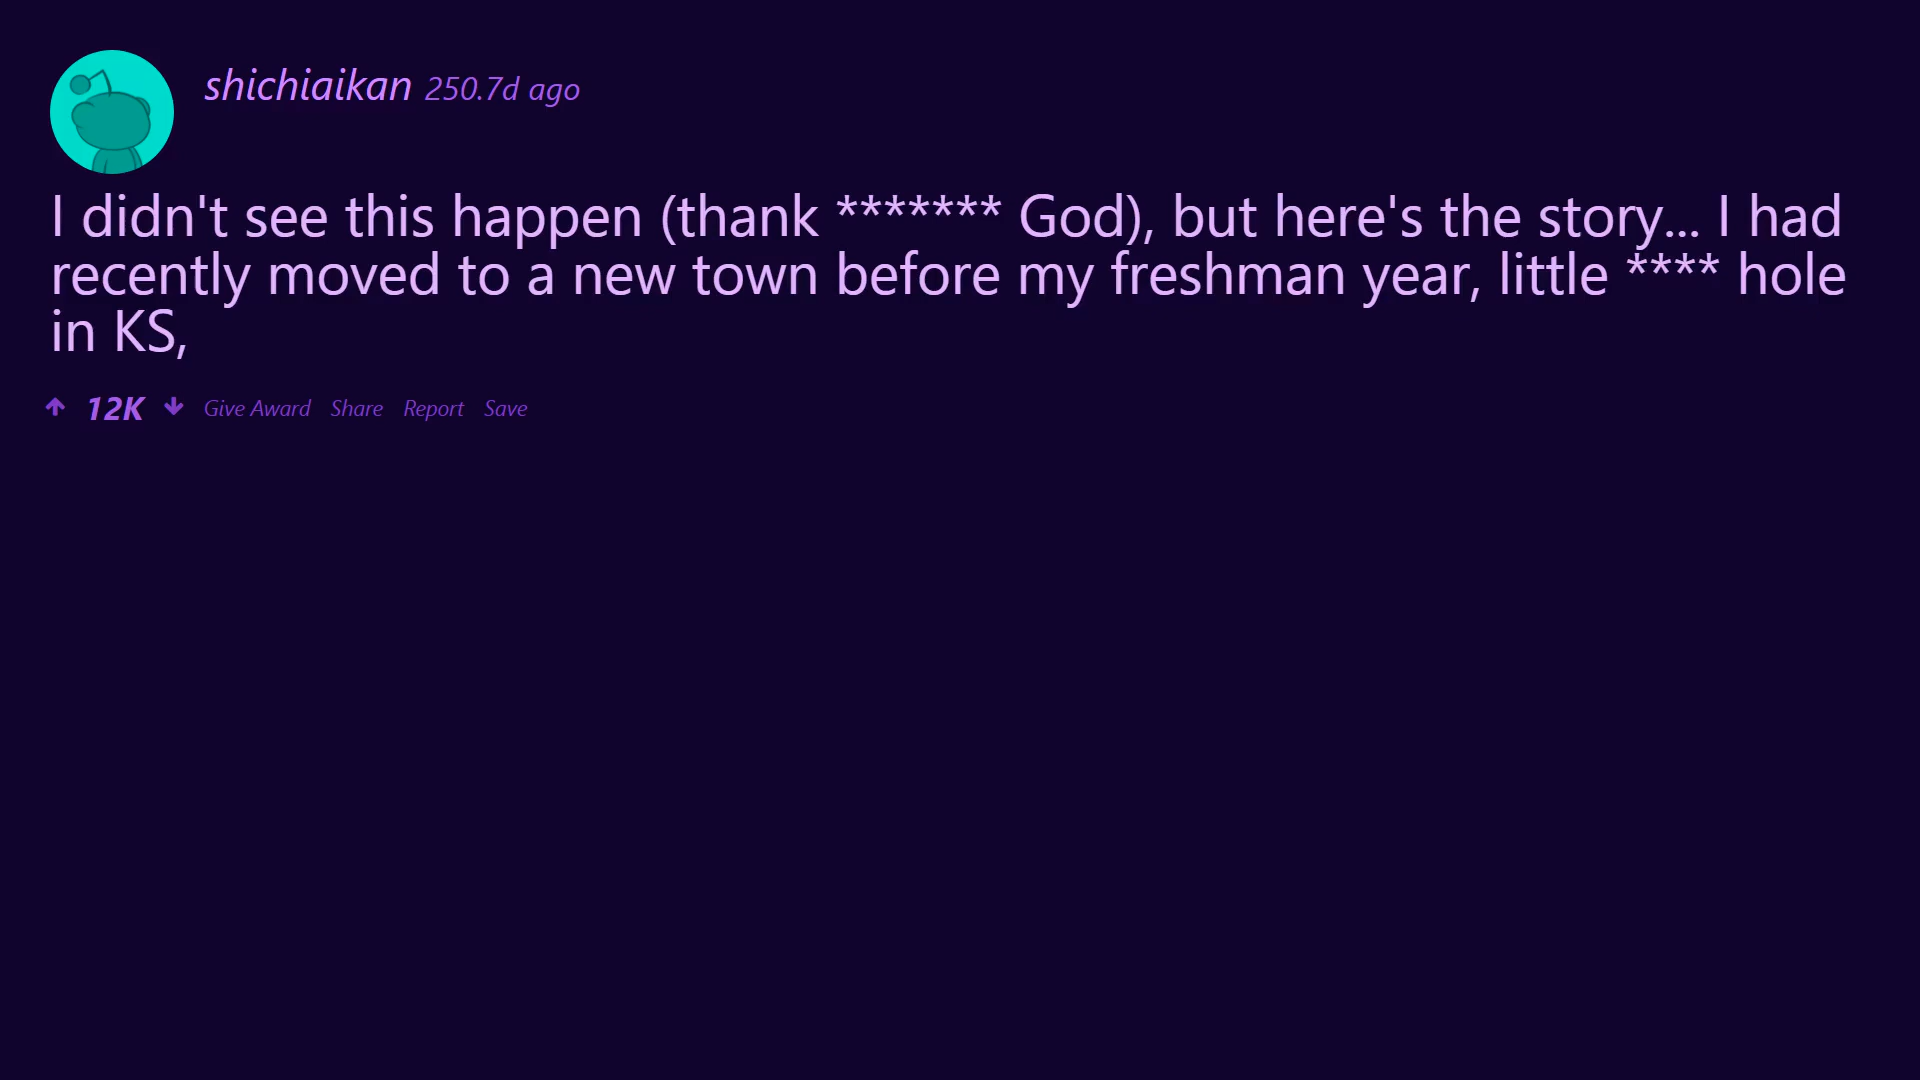 shichiaikan 250.7d ago
I didn't see this happen (thank ******* God), but here's the story... I had
recently moved to a new town before my freshman year, little **** hole
in KS,
12K Give Award Share Report Save